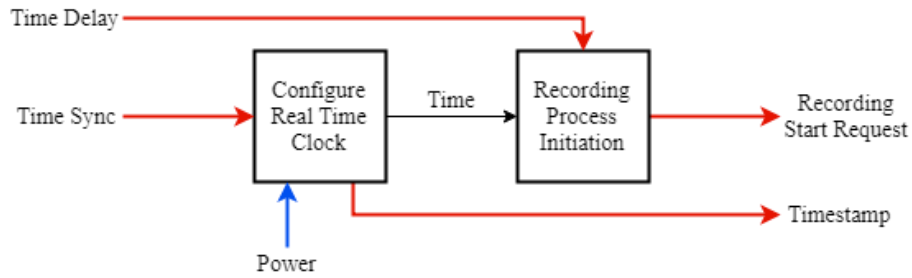 Time Delay
Time Sync
Configure
Real Time
Clock
Time
Recording
Process
Initiation
Recording
Start Request
Timestamp
Power